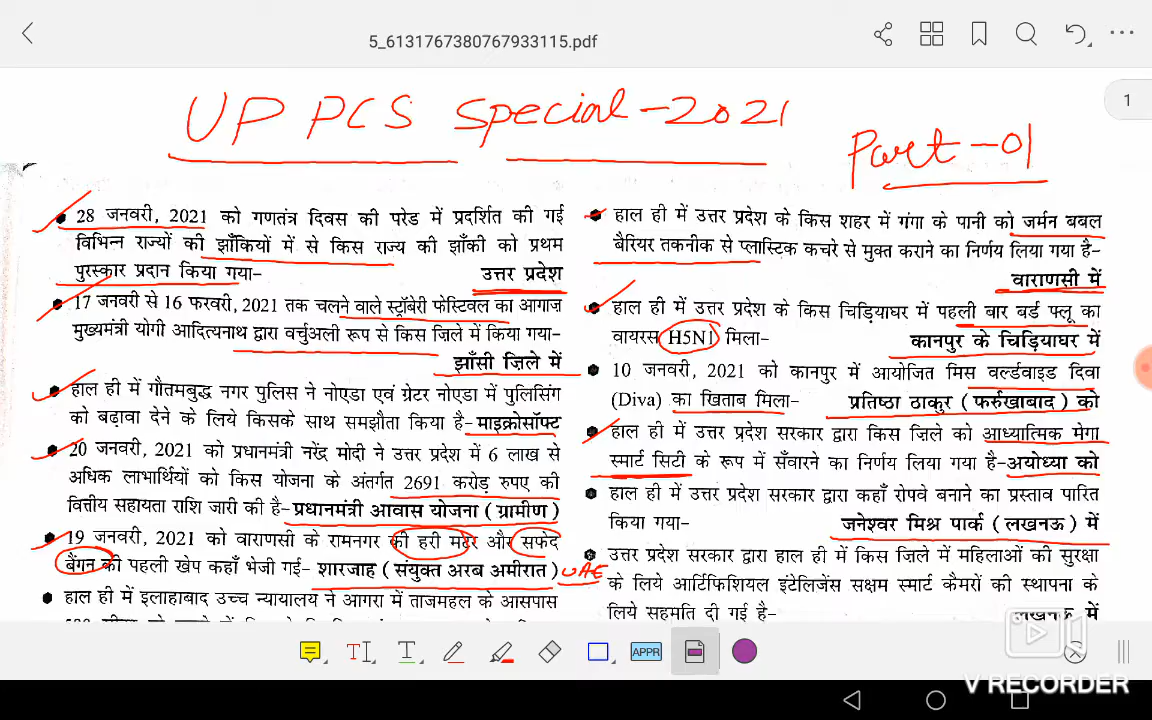 5_6131767380767933115.pdf
1
UP PCS Special-2021
Part-01
28 जनवरी, 2021 को गणतंत्र दिवस की परेड में प्रदर्शित की गई
विभिन्न राज्यों की झाँकियों में से किस राज्य की झाँकी को प्रथम
पुरस्कार प्रदान किया गया- उत्तर प्रदेश
17 जनवरी से 16 फरवरी, 2021 तक चलने वाले स्ट्रॉबेरी फेस्टिवल का आगाज
मुख्यमंत्री योगी आदित्यनाथ द्वारा वर्चुअली रूप से किस जिले में किया गया-
झाँसी ज़िले में
हाल ही में गौतमबुद्ध नगर पुलिस ने नोएडा एवं ग्रेटर नोएडा में पुलिसिंग
को बढ़ावा देने के लिये किसके साथ समझौता किया है- माइक्रोसॉफ्ट
20 जनवरी, 2021 को प्रधानमंत्री नरेंद्र मोदी ने उत्तर प्रदेश में 6 लाख से
अधिक लाभार्थियों को किस योजना के अंतर्गत 2691 करोड़ रुपए की
वित्तीय सहायता राशि जारी की है- प्रधानमंत्री आवास योजना (ग्रामीण)
19 जनवरी, 2021 को वाराणसी के रामनगर की हरी मटर और सफेद
बैंगन की पहली खेप कहाँ भेजी गई- शारजाह (संयुक्त अरब अमीरात) UAE
हाल ही में इलाहाबाद उच्च न्यायालय ने आगरा में ताजमहल के आसपास
हाल ही में उत्तर प्रदेश के किस शहर में गंगा के पानी को जर्मन बबल
बैरियर तकनीक से प्लास्टिक कचरे से मुक्त कराने का निर्णय लिया गया है-
वाराणसी में
हाल ही में उत्तर प्रदेश के किस चिड़ियाघर में पहली बार बर्ड फ्लू का
वायरस H5N1 मिला- कानपुर के चिड़ियाघर में
10 जनवरी, 2021 को कानपुर में आयोजित मिस वर्ल्डवाइड दिवा
(Diva) का खिताब मिला- प्रतिष्ठा ठाकुर (फर्रुखाबाद) को
हाल ही में उत्तर प्रदेश सरकार द्वारा किस ज़िले को आध्यात्मिक मेगा
स्मार्ट सिटी के रूप में सँवारने का निर्णय लिया गया है- अयोध्या को
हाल ही में उत्तर प्रदेश सरकार द्वारा कहाँ रोपवे बनाने का प्रस्ताव पारित
किया गया- जनेश्वर मिश्र पार्क (लखनऊ) में
उत्तर प्रदेश सरकार द्वारा हाल ही में किस जिले में महिलाओं की सुरक्षा
के लिये आर्टिफिशियल इंटेलिजेंस सक्षम स्मार्ट कैमरों की स्थापना के
लिये सहमति दी गई है- लखनऊ में
APPR
V RECORDER